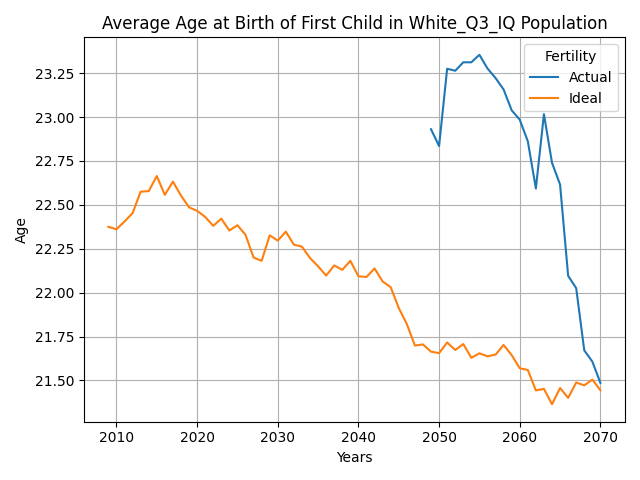 Average Age at Birth of First Child in White_Q3_IQ Population
Fertility
Actual
Ideal
23.25
23.00
22.75
22.50
22.25
22.00
21.75
21.50
Age
2010 2020 2030 2040 2050 2060 2070
Years